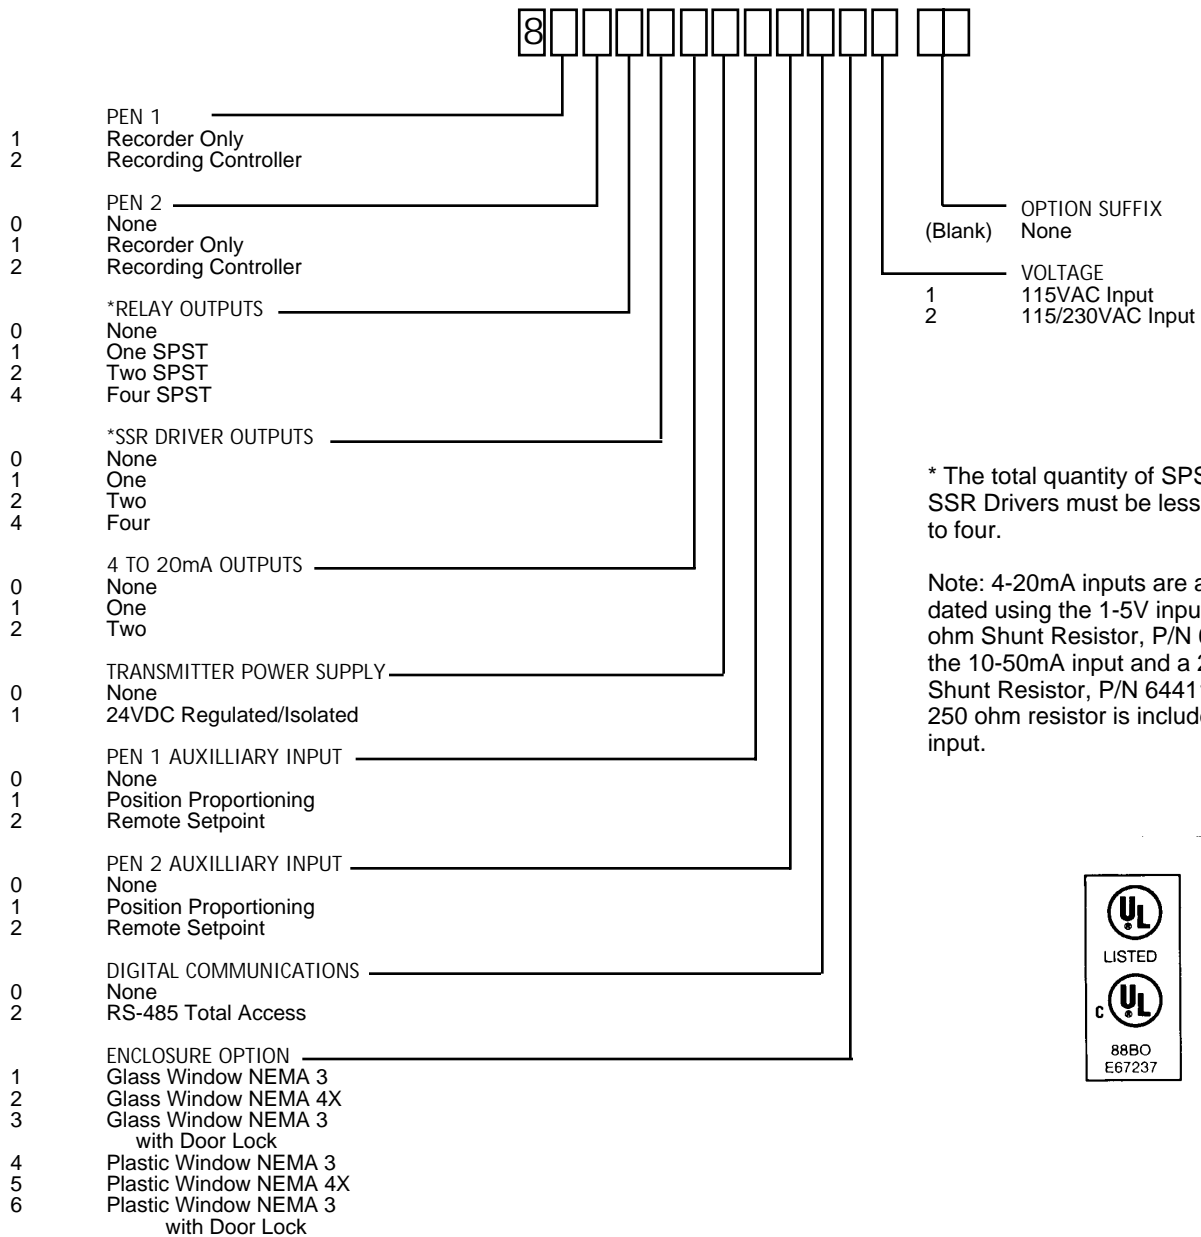 8
PEN 1
1 Recorder Only
2 Recording Controller
PEN 2
0 None
1 Recorder Only
2 Recording Controller
*RELAY OUTPUTS
0 None
1 One SPST
2 Two SPST
4 Four SPST
*SSR DRIVER OUTPUTS
0 None
1 One
2 Two
4 Four
4 TO 20mA OUTPUTS
0 None
1 One
2 Two
TRANSMITTER POWER SUPPLY
0 None
1 24VDC Regulated/Isolated
PEN 1 AUXILLIARY INPUT
0 None
1 Position Proportioning
2 Remote Setpoint
PEN 2 AUXILLIARY INPUT
0 None
1 Position Proportioning
2 Remote Setpoint
DIGITAL COMMUNICATIONS
0 None
2 RS-485 Total Access
ENCLOSURE OPTION
1 Glass Window NEMA 3
2 Glass Window NEMA 4X
3 Glass Window NEMA 3
with Door Lock
4 Plastic Window NEMA 3
5 Plastic Window NEMA 4X
6 Plastic Window NEMA 3
with Door Lock
OPTION SUFFIX
(Blank) None
VOLTAGE
1 115VAC Input
2 115/230VAC Input
* The total quantity of
SSR Drivers must be less
to four.
Note: 4-20mA inputs are
dated using the 1-5V
ohm Shunt Resistor, P/N
the 10-50mA input and a
Shunt Resistor, P/N
250 ohm resistor is
input.
UL
®
LISTED
C UL
®
88BO
E67237